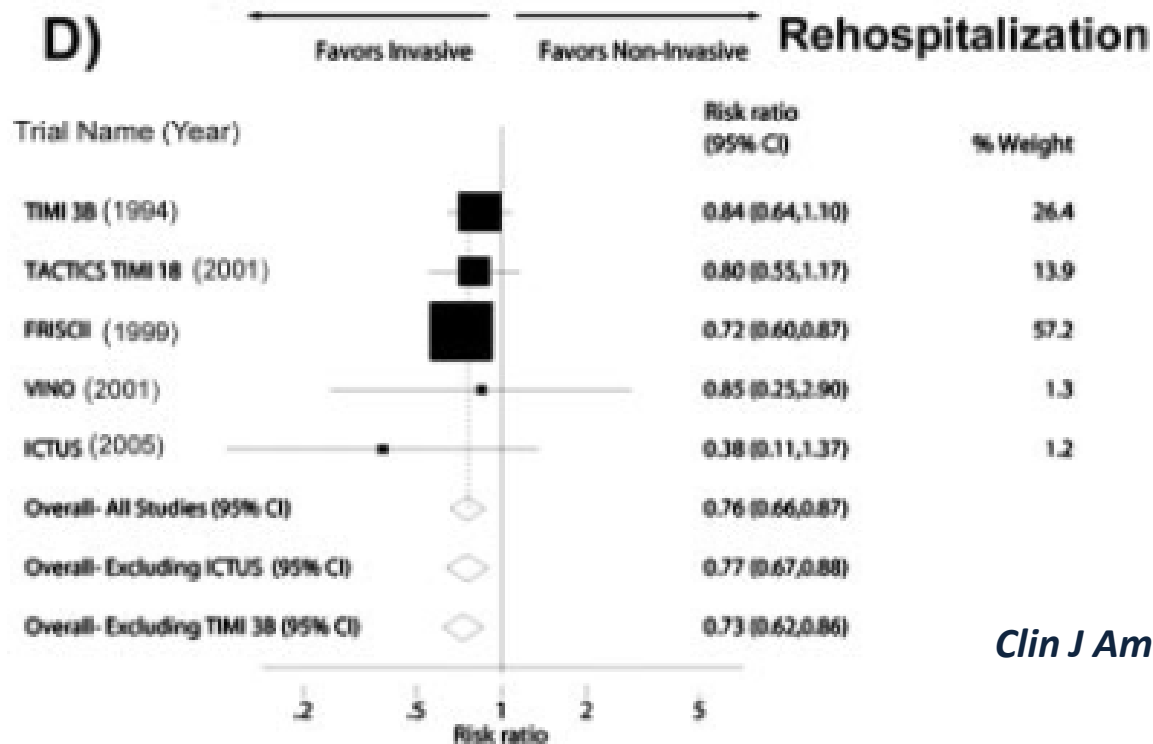 D)
Favors Invasive Favors Non-Invasive Rehospitalization
Trial Name (Year) Risk ratio (95% CI) % Weight
TIMI 3B (1994) 0.84 (0.64,1.10) 26.4
TACTICS TIMI 18 (2001) 0.80 (0.55,1.17) 13.9
FRISCII (1999) 0.72 (0.60,0.87) 57.2
VINO (2001) 0.85 (0.25,2.90) 1.3
ICTUS (2005) 0.38 (0.11,1.37) 1.2
Overall- All Studies (95% CI) 0.76 (0.66,0.87)
Overall- Excluding ICTUS (95% CI) 0.77 (0.67,0.88)
Overall- Excluding TIMI 3B (95% CI) 0.73 (0.62,0.86)
Clin J Am
.2 .5 1 2 5
Risk ratio